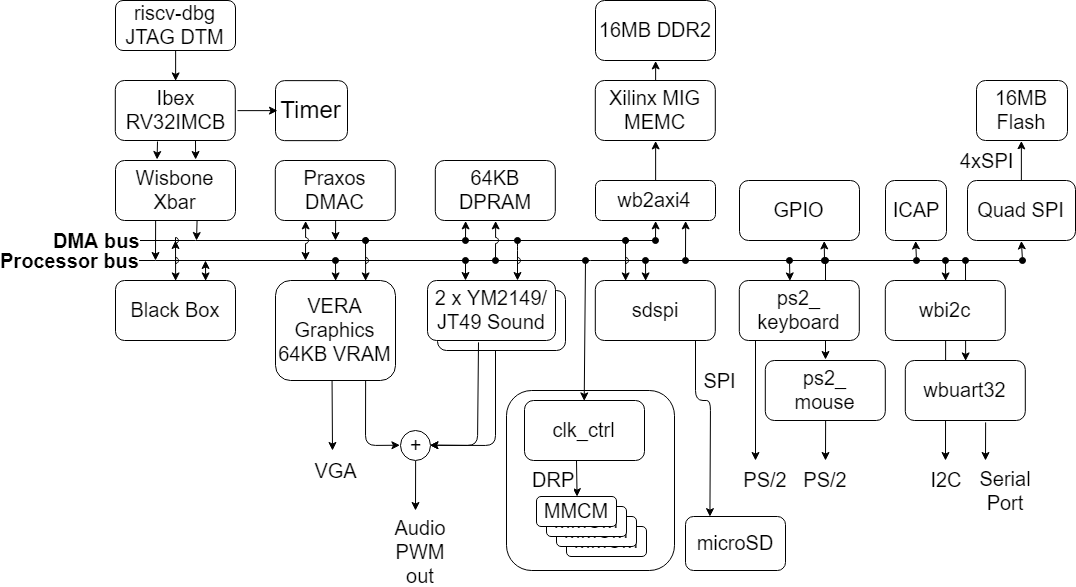 riscv-dbg
JTAG DTM
16MB DDR2
Ibex
RV32IMCB
Timer
Xilinx MIG
MEMC
16MB
Flash
4xSPI
Wisbone
Xbar
Praxos
DMAC
64KB
DPRAM
wb2axi4
GPIO
ICAP
Quad SPI
DMA bus
Processor bus
Black Box
VERA
Graphics
64KB VRAM
2 x YM2149/
JT49 Sound
sdspi
ps2_
keyboard
wbi2c
SPI
ps2_
mouse
wbuart32
clk_ctrl
+
VGA
DRP
PS/2
PS/2
I2C
Serial
Port
MMCM
Audio
PWM
out
microSD